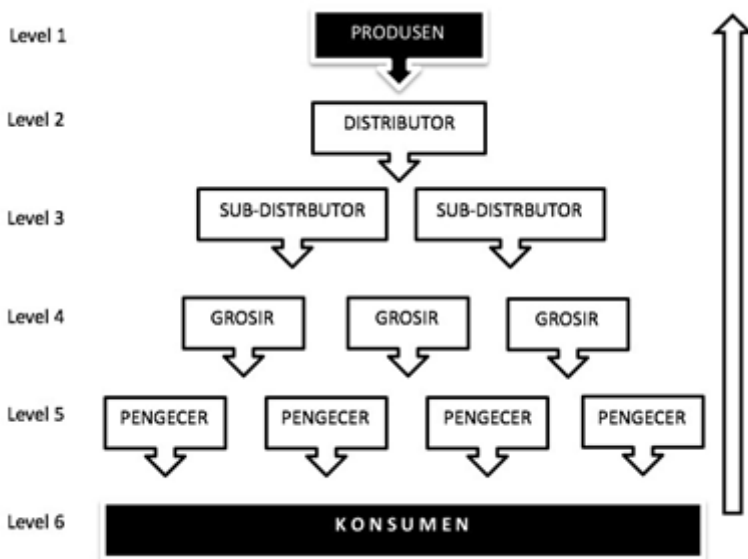 Level 1
PRODUSEN
Level 2
DISTRIBUTOR
Level 3
SUB-DISTRBUTOR
SUB-DISTRBUTOR
Level 4
GROSIR
GROSIR
GROSIR
Level 5
PENGECER
PENGECER
PENGECER
PENGECER
Level 6
KONSUMEN